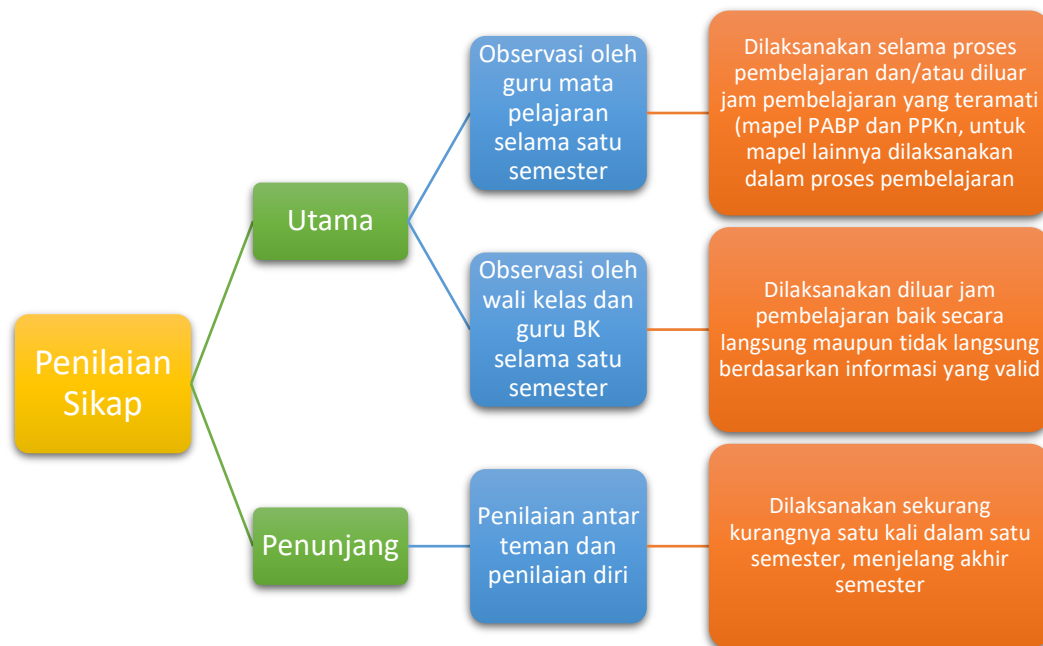 Penilaian
Sikap
Utama
Observasi oleh
guru mata
pelajaran
selama satu
semester
Dilaksanakan selama proses
pembelajaran dan/atau diluar
jam pembelajaran yang teramati
(mapel PABP dan PPKn, untuk
mapel lainnya dilaksanakan
dalam proses pembelajaran
Observasi oleh
wali kelas dan
guru BK
selama satu
semester
Dilaksanakan diluar jam
pembelajaran baik secara
langsung maupun tidak langsung
berdasarkan informasi yang valid
Penunjang
Penilaian antar
teman dan
penilaian diri
Dilaksanakan sekurang
kurangnya satu kali dalam satu
semester, menjelang akhir
semester